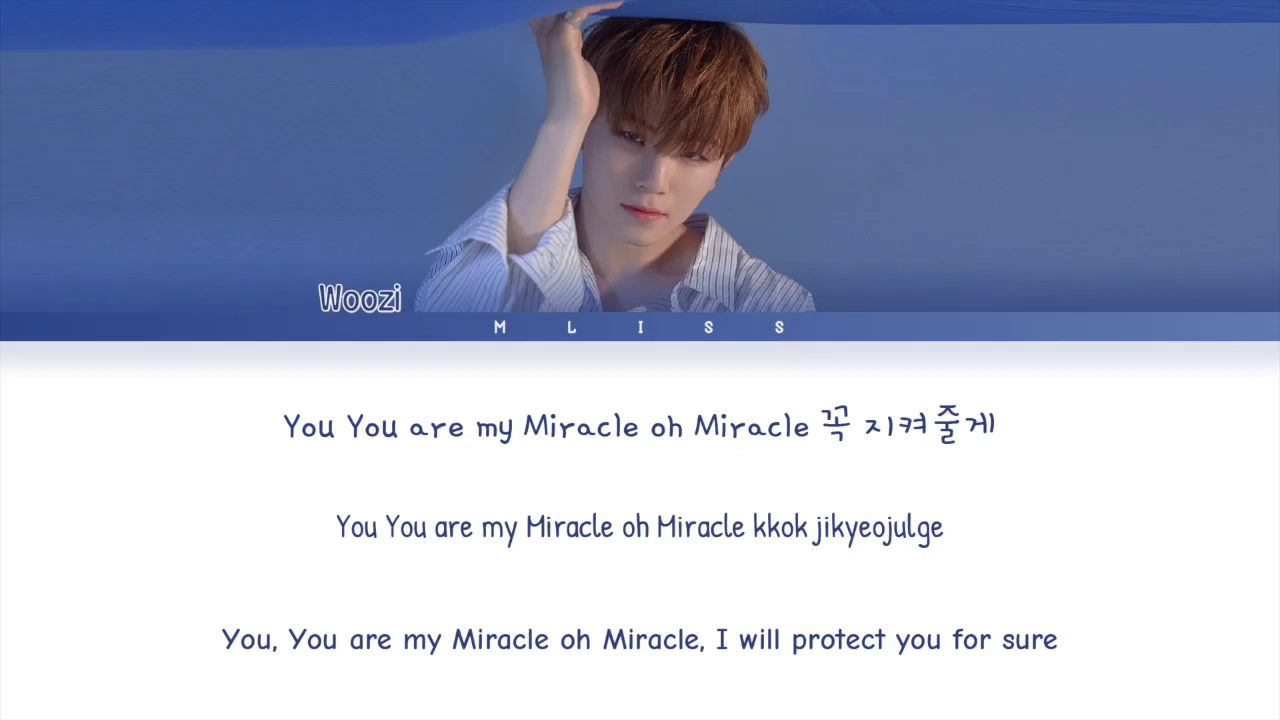 Woozi
M L I S S
You You are my Miracle oh Miracle 꼭 지켜줄게
You You are my Miracle oh Miracle kkok jikyeojulge
You, You are my Miracle oh Miracle, I will protect you for sure